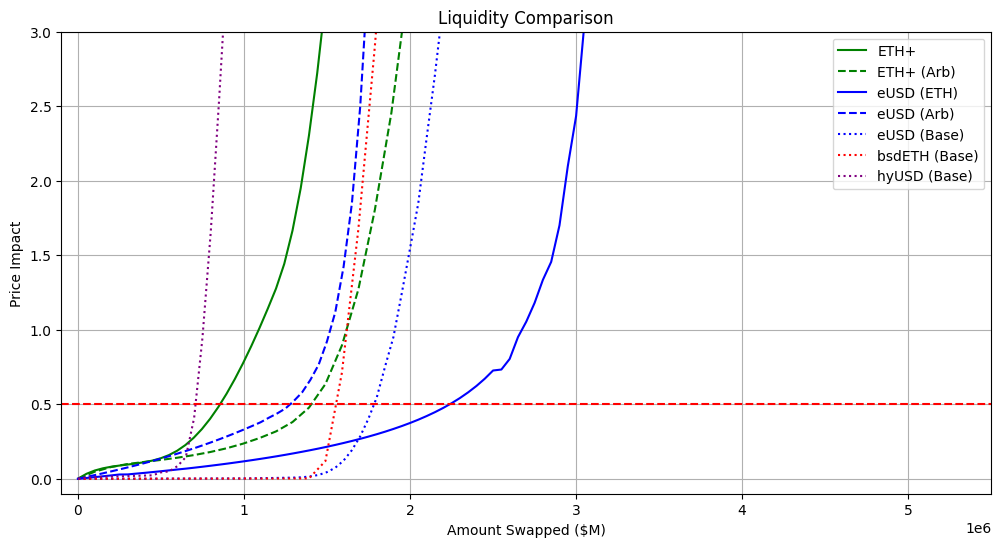 Liquidity Comparison
3.0
2.5
2.0
1.5
1.0
0.5
0.0
Price Impact
ETH+
ETH+ (Arb)
eUSD (ETH)
eUSD (Arb)
eUSD (Base)
bsdETH (Base)
hyUSD (Base)
0 1 2 3 4 5
1e6
Amount Swapped ($M)